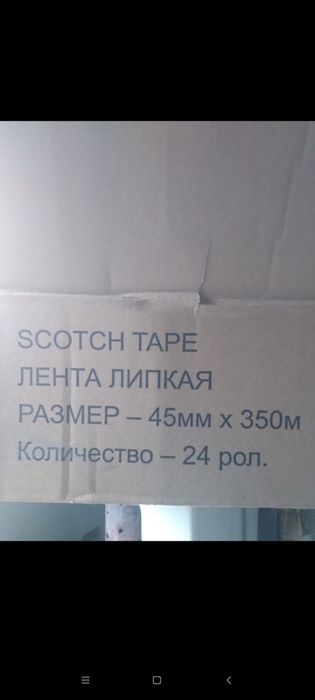 SCOTCH TAPE
ЛЕНТА ЛИПКАЯ
РАЗМЕР – 45мм х 350м
Количество – 24 рол.